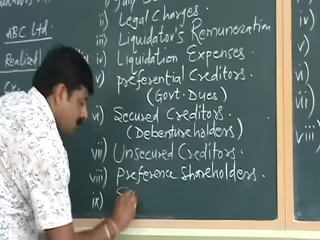 ABC Ltd.
ii) Legal Charges.
iii) Liquidator's Remuneration
iv) Liquidation Expenses.
v) preferential Creditors
(Govt. Dues)
vi) Secured Creditors.
(Debentureholders)
vii) Unsecured Creditors.
viii) Preference Shareholders.
ix)
iv)
v)
vi)
vii)
viii)